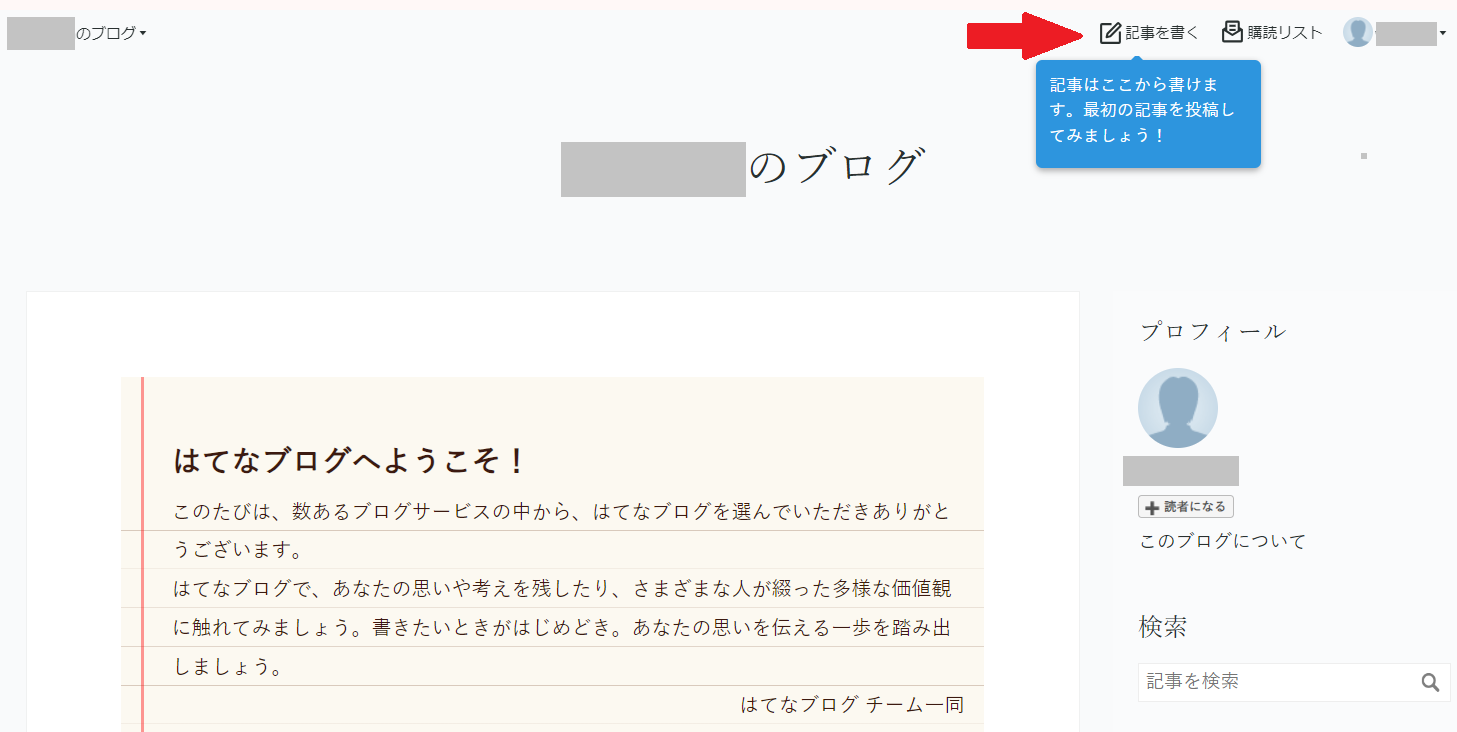 のブログ
記事を書く
購読リスト
記事はここから書けま
す。最初の記事を投稿し
てみましょう！
のブログ
はてなブログへようこそ！
このたびは、数あるブログサービスの中から、はてなブログを選んでいただきありがと
うございます。
はてなブログで、あなたの思いや考えを残したり、さまざまな人が綴った多様な価値観
に触れてみましょう。書きたいときがはじめどき。あなたの思いを伝える一歩を踏み出
しましょう。
はてなブログ チーム一同
プロフィール
読者になる
このブログについて
検索
記事を検索